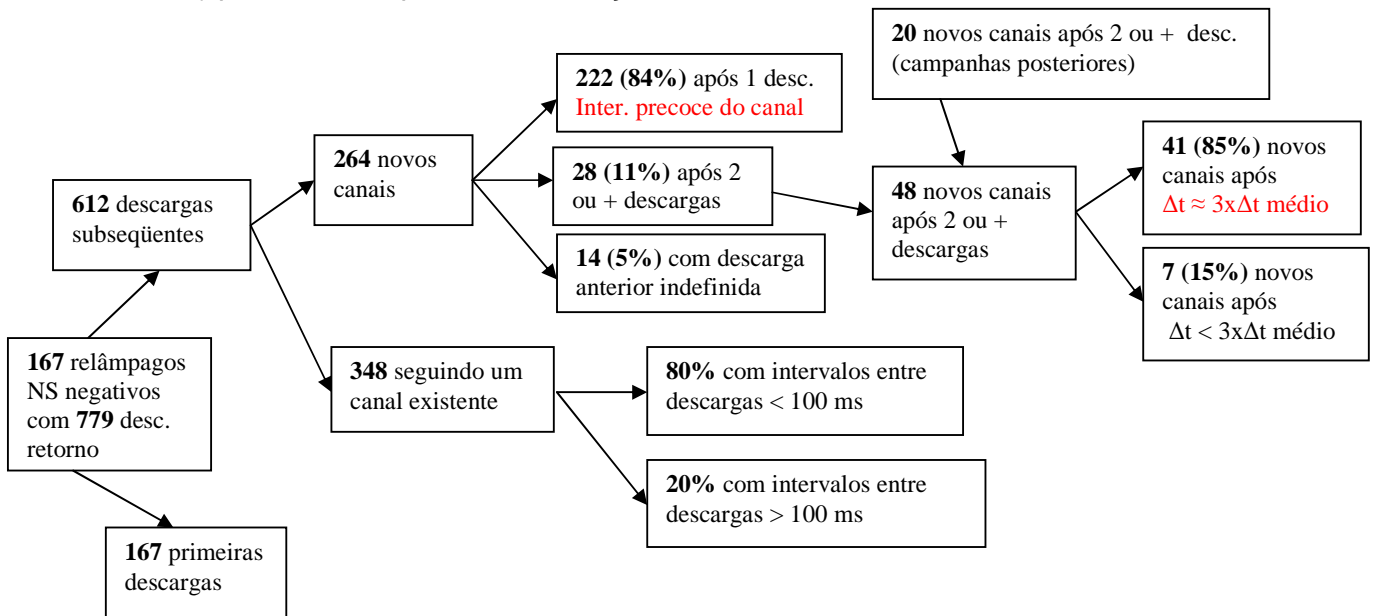 20 novos canais após 2 ou + desc.
(campanhas posteriores)
222 (84%) após 1 desc.
Inter. precoce do canal
264 novos
canais
28 (11%) após 2
ou + descargas
14 (5%) com descarga
anterior indefinida
48 novos canais
após 2 ou +
descargas
41 (85%) novos
canais após
Δt ≈ 3xΔt médio
7 (15%) novos
canais após
Δt < 3xΔt médio
612 descargas
subseqüentes
167 relâmpagos
NS negativos
com 779 desc.
retorno
348 seguindo um
canal existente
80% com intervalos entre
descargas < 100 ms
20% com intervalos entre
descargas > 100 ms
167 primeiras
descargas